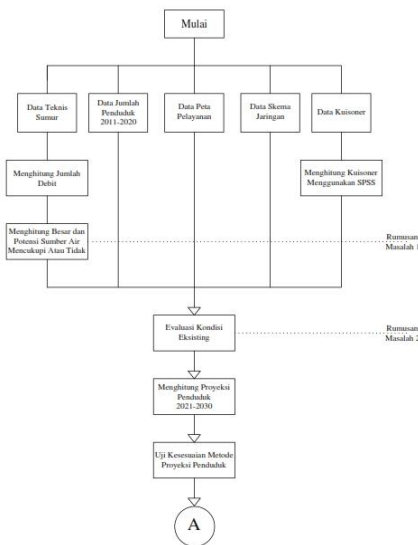 Mulai
Data Teknis
Sumur
Data Jumlah
Penduduk
2011-2020
Data Peta
Pelayanan
Data Skema
Jaringan
Data Kuisoner
Menghitung Jumlah
Debit
Menghitung Kuisoner
Menggunakan SPSS
Menghitung Besar dan
Potensi Sumber Air
Mencukupi Atau Tidak
Rumusan
Masalah 1
Evaluasi Kondisi
Eksisting
Rumusan
Masalah 2
Menghitung Proyeksi
Penduduk
2021-2030
Uji Kesesuaian Metode
Proyeksi Penduduk
A